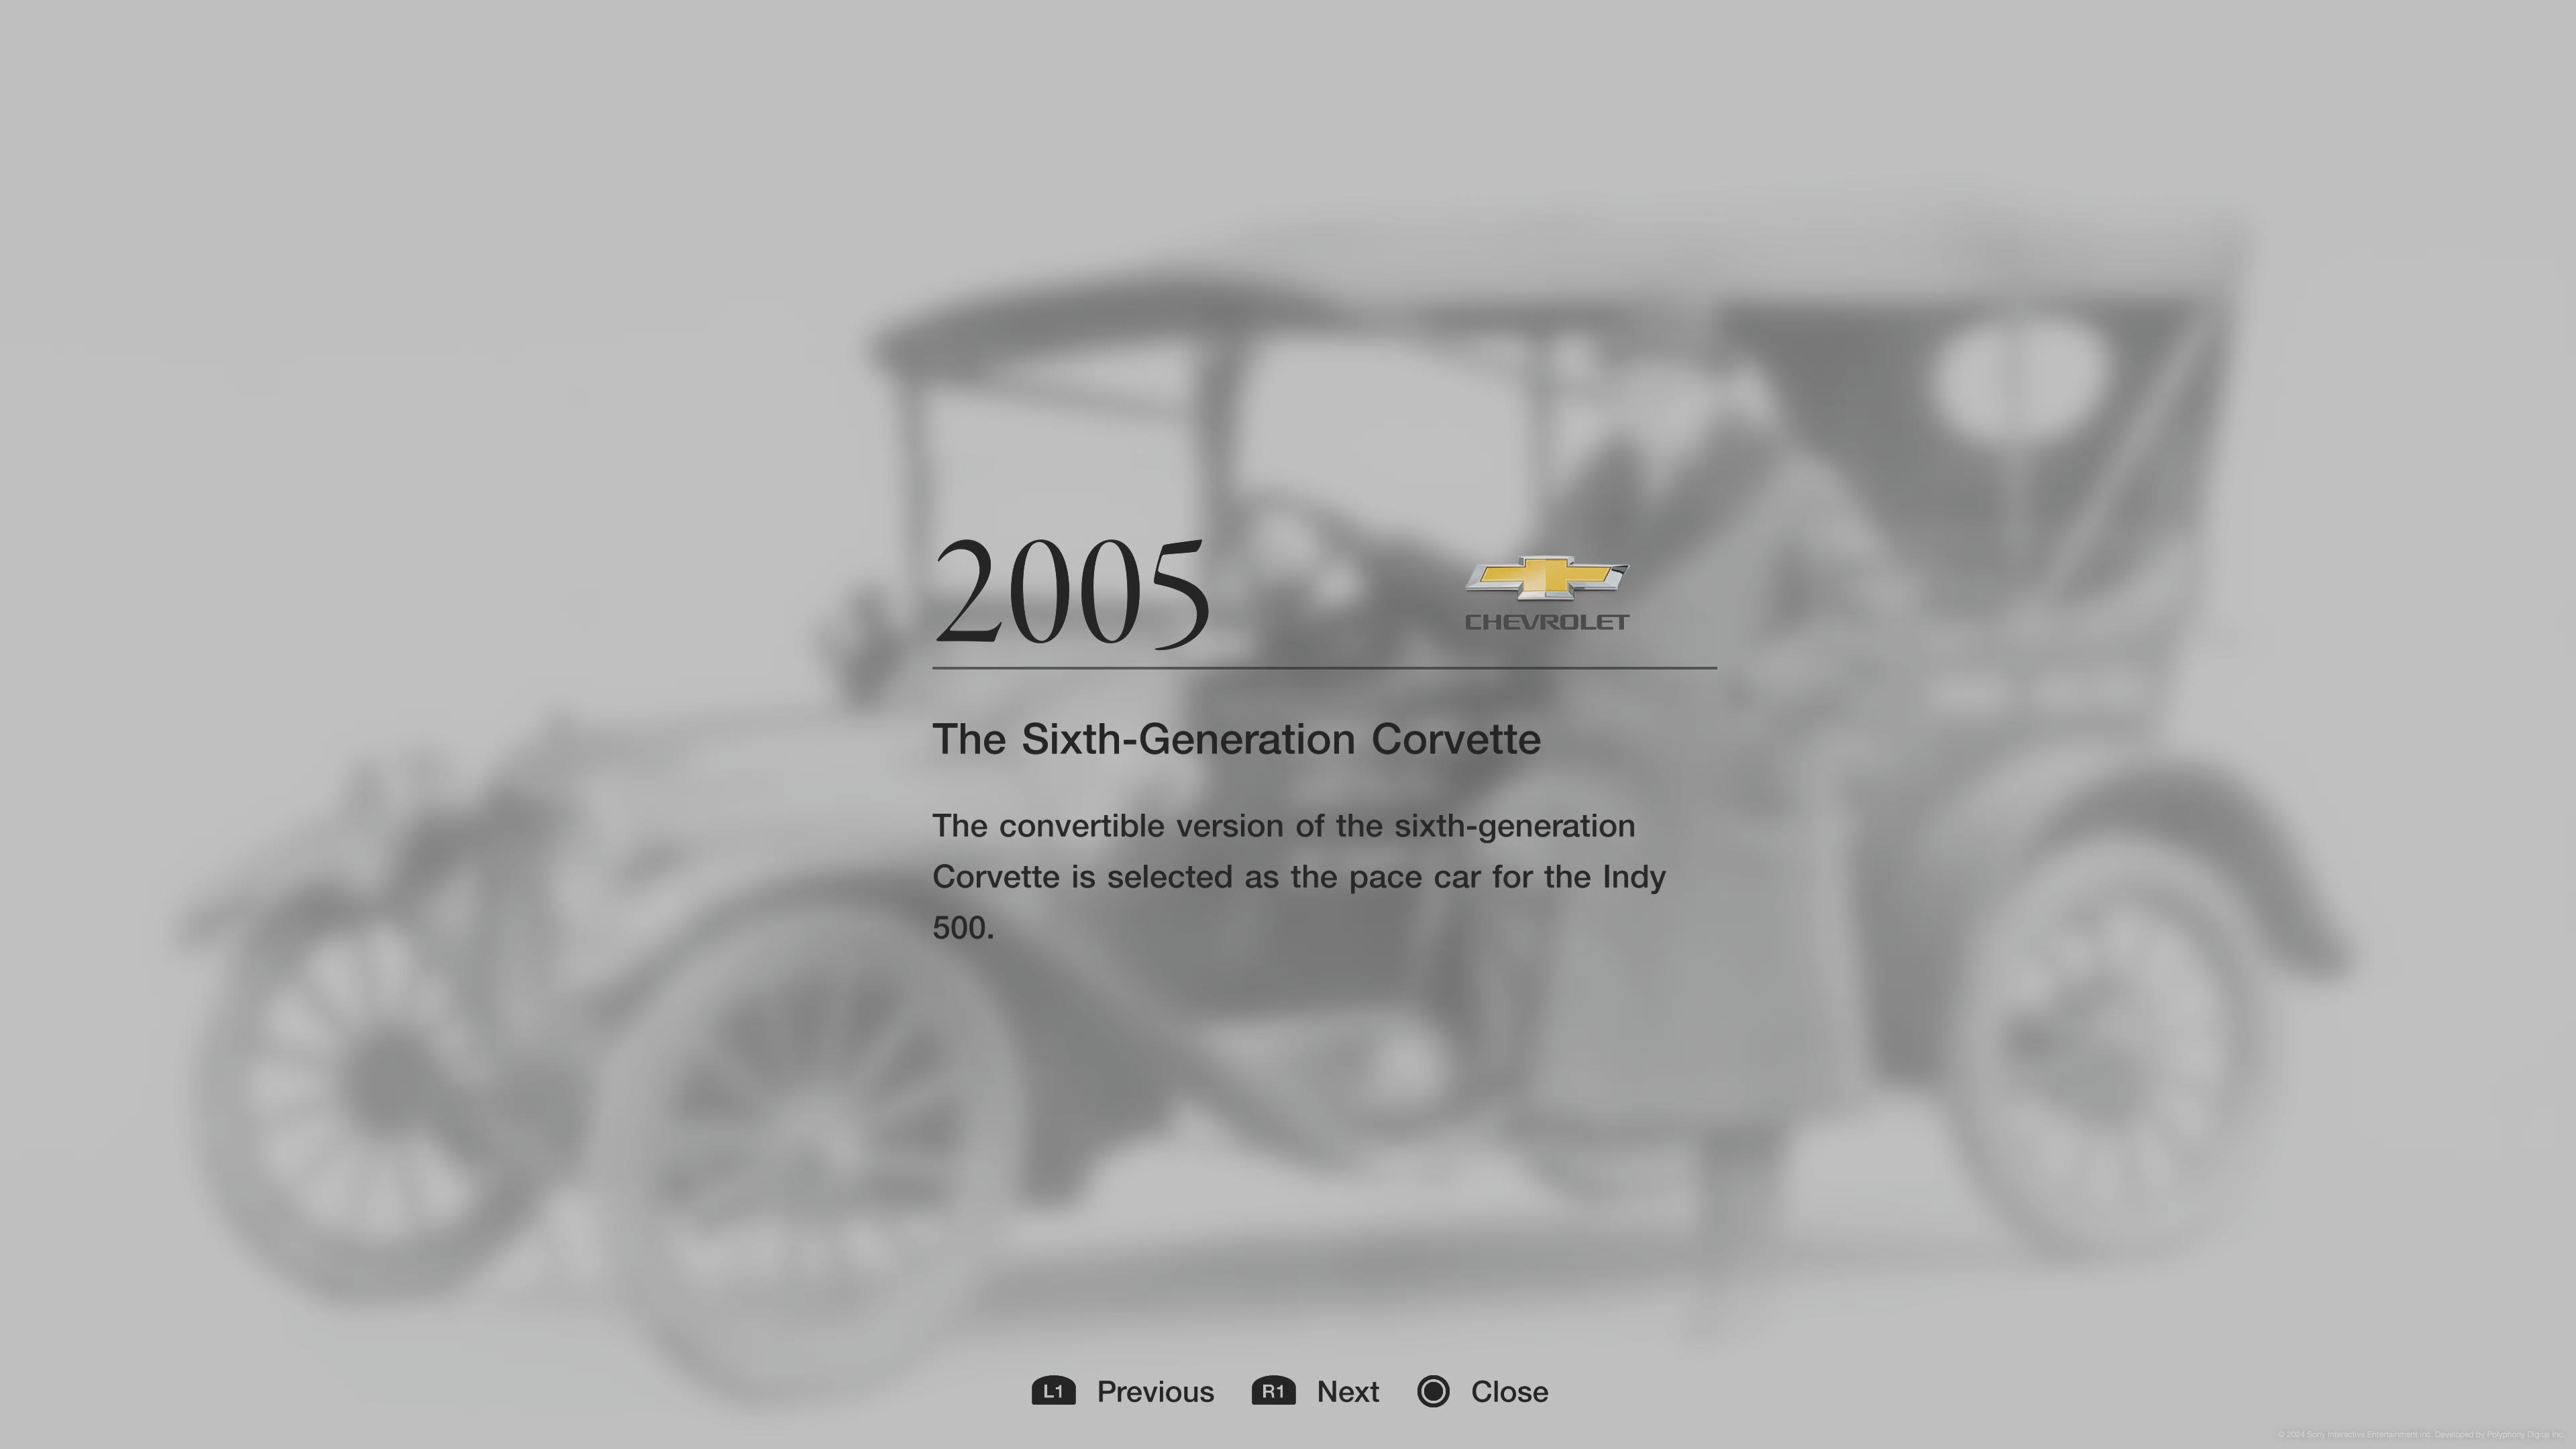 2005
CHEVROLET
The Sixth-Generation Corvette
The convertible version of the sixth-generation
Corvette is selected as the pace car for the Indy
500.
L1 Previous R1 Next Close
© 2024 Sony Interactive Entertainment Inc. Developed by Polyphony Digital Inc.